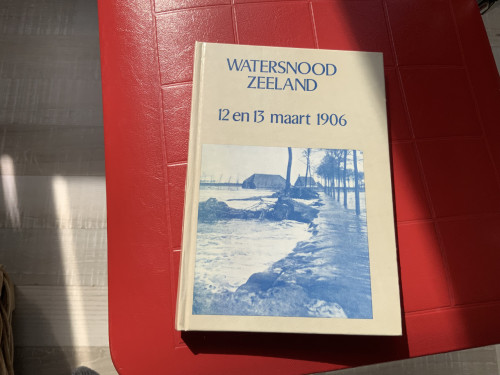 WATERSNOOD
ZEELAND
12 en 13 maart 1906